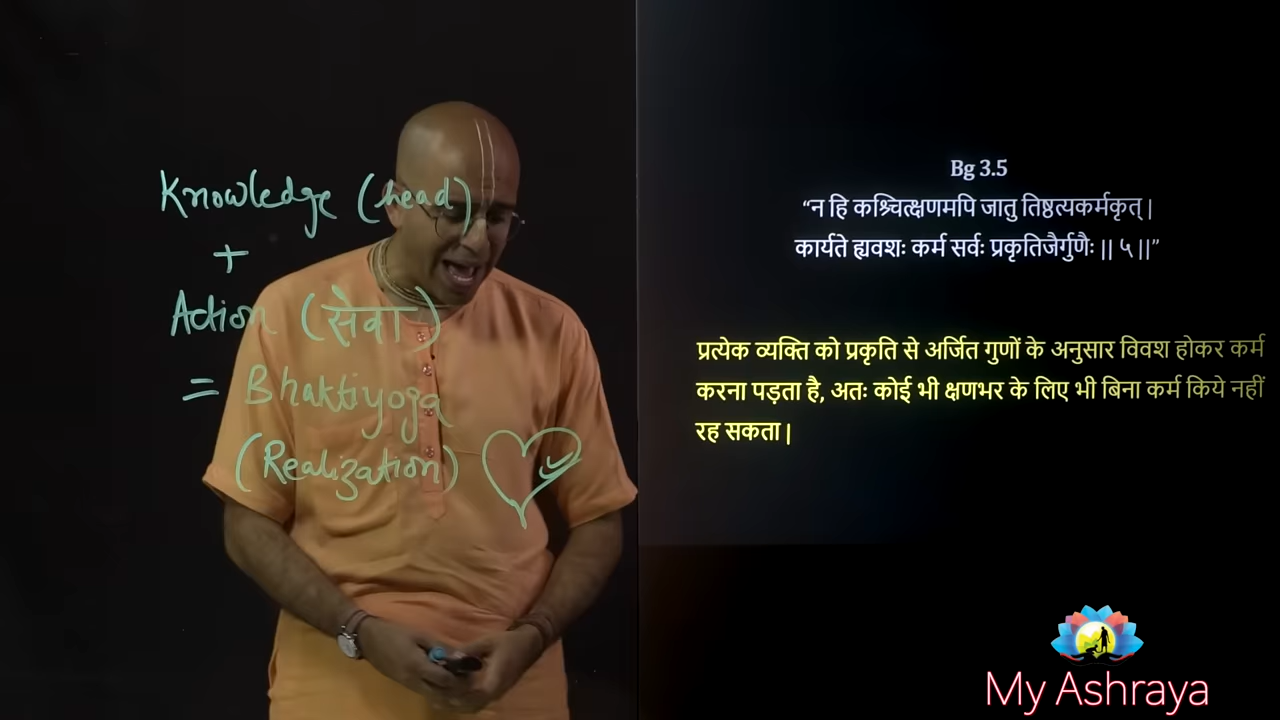 Knowledge (head)
+
Action (सेवा)
= Bhaktiyoga
(Realization)
Bg 3.5
“न हि कश्र्चित्क्षणमपि जातु तिष्ठत्यकर्मकृत् |
कार्यते ह्यवशः कर्म सर्वः प्रकृतिजैर्गुणैः || ५ ||”
प्रत्येक व्यक्ति को प्रकृति से अर्जित गुणों के अनुसार विवश होकर कर्म
करना पड़ता है, अतः कोई भी क्षणभर के लिए भी बिना कर्म किये नहीं
रह सकता |
My Ashraya